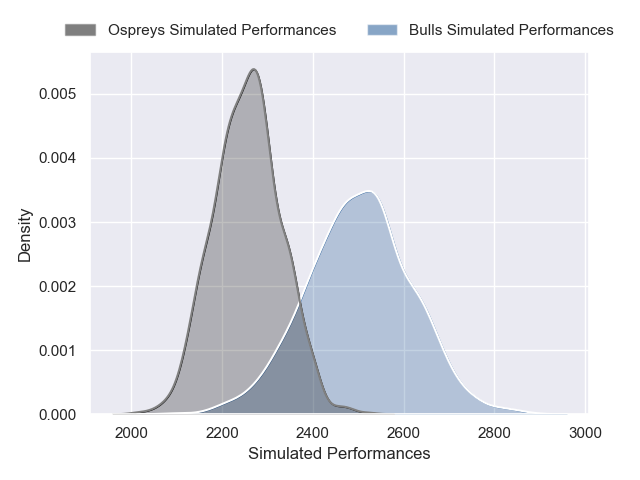 Ospreys Simulated Performances Bulls Simulated Performances
0.005
0.004
0.003
0.002
0.001
0.000
Density
2000 2200 2400 2600 2800 3000
Simulated Performances